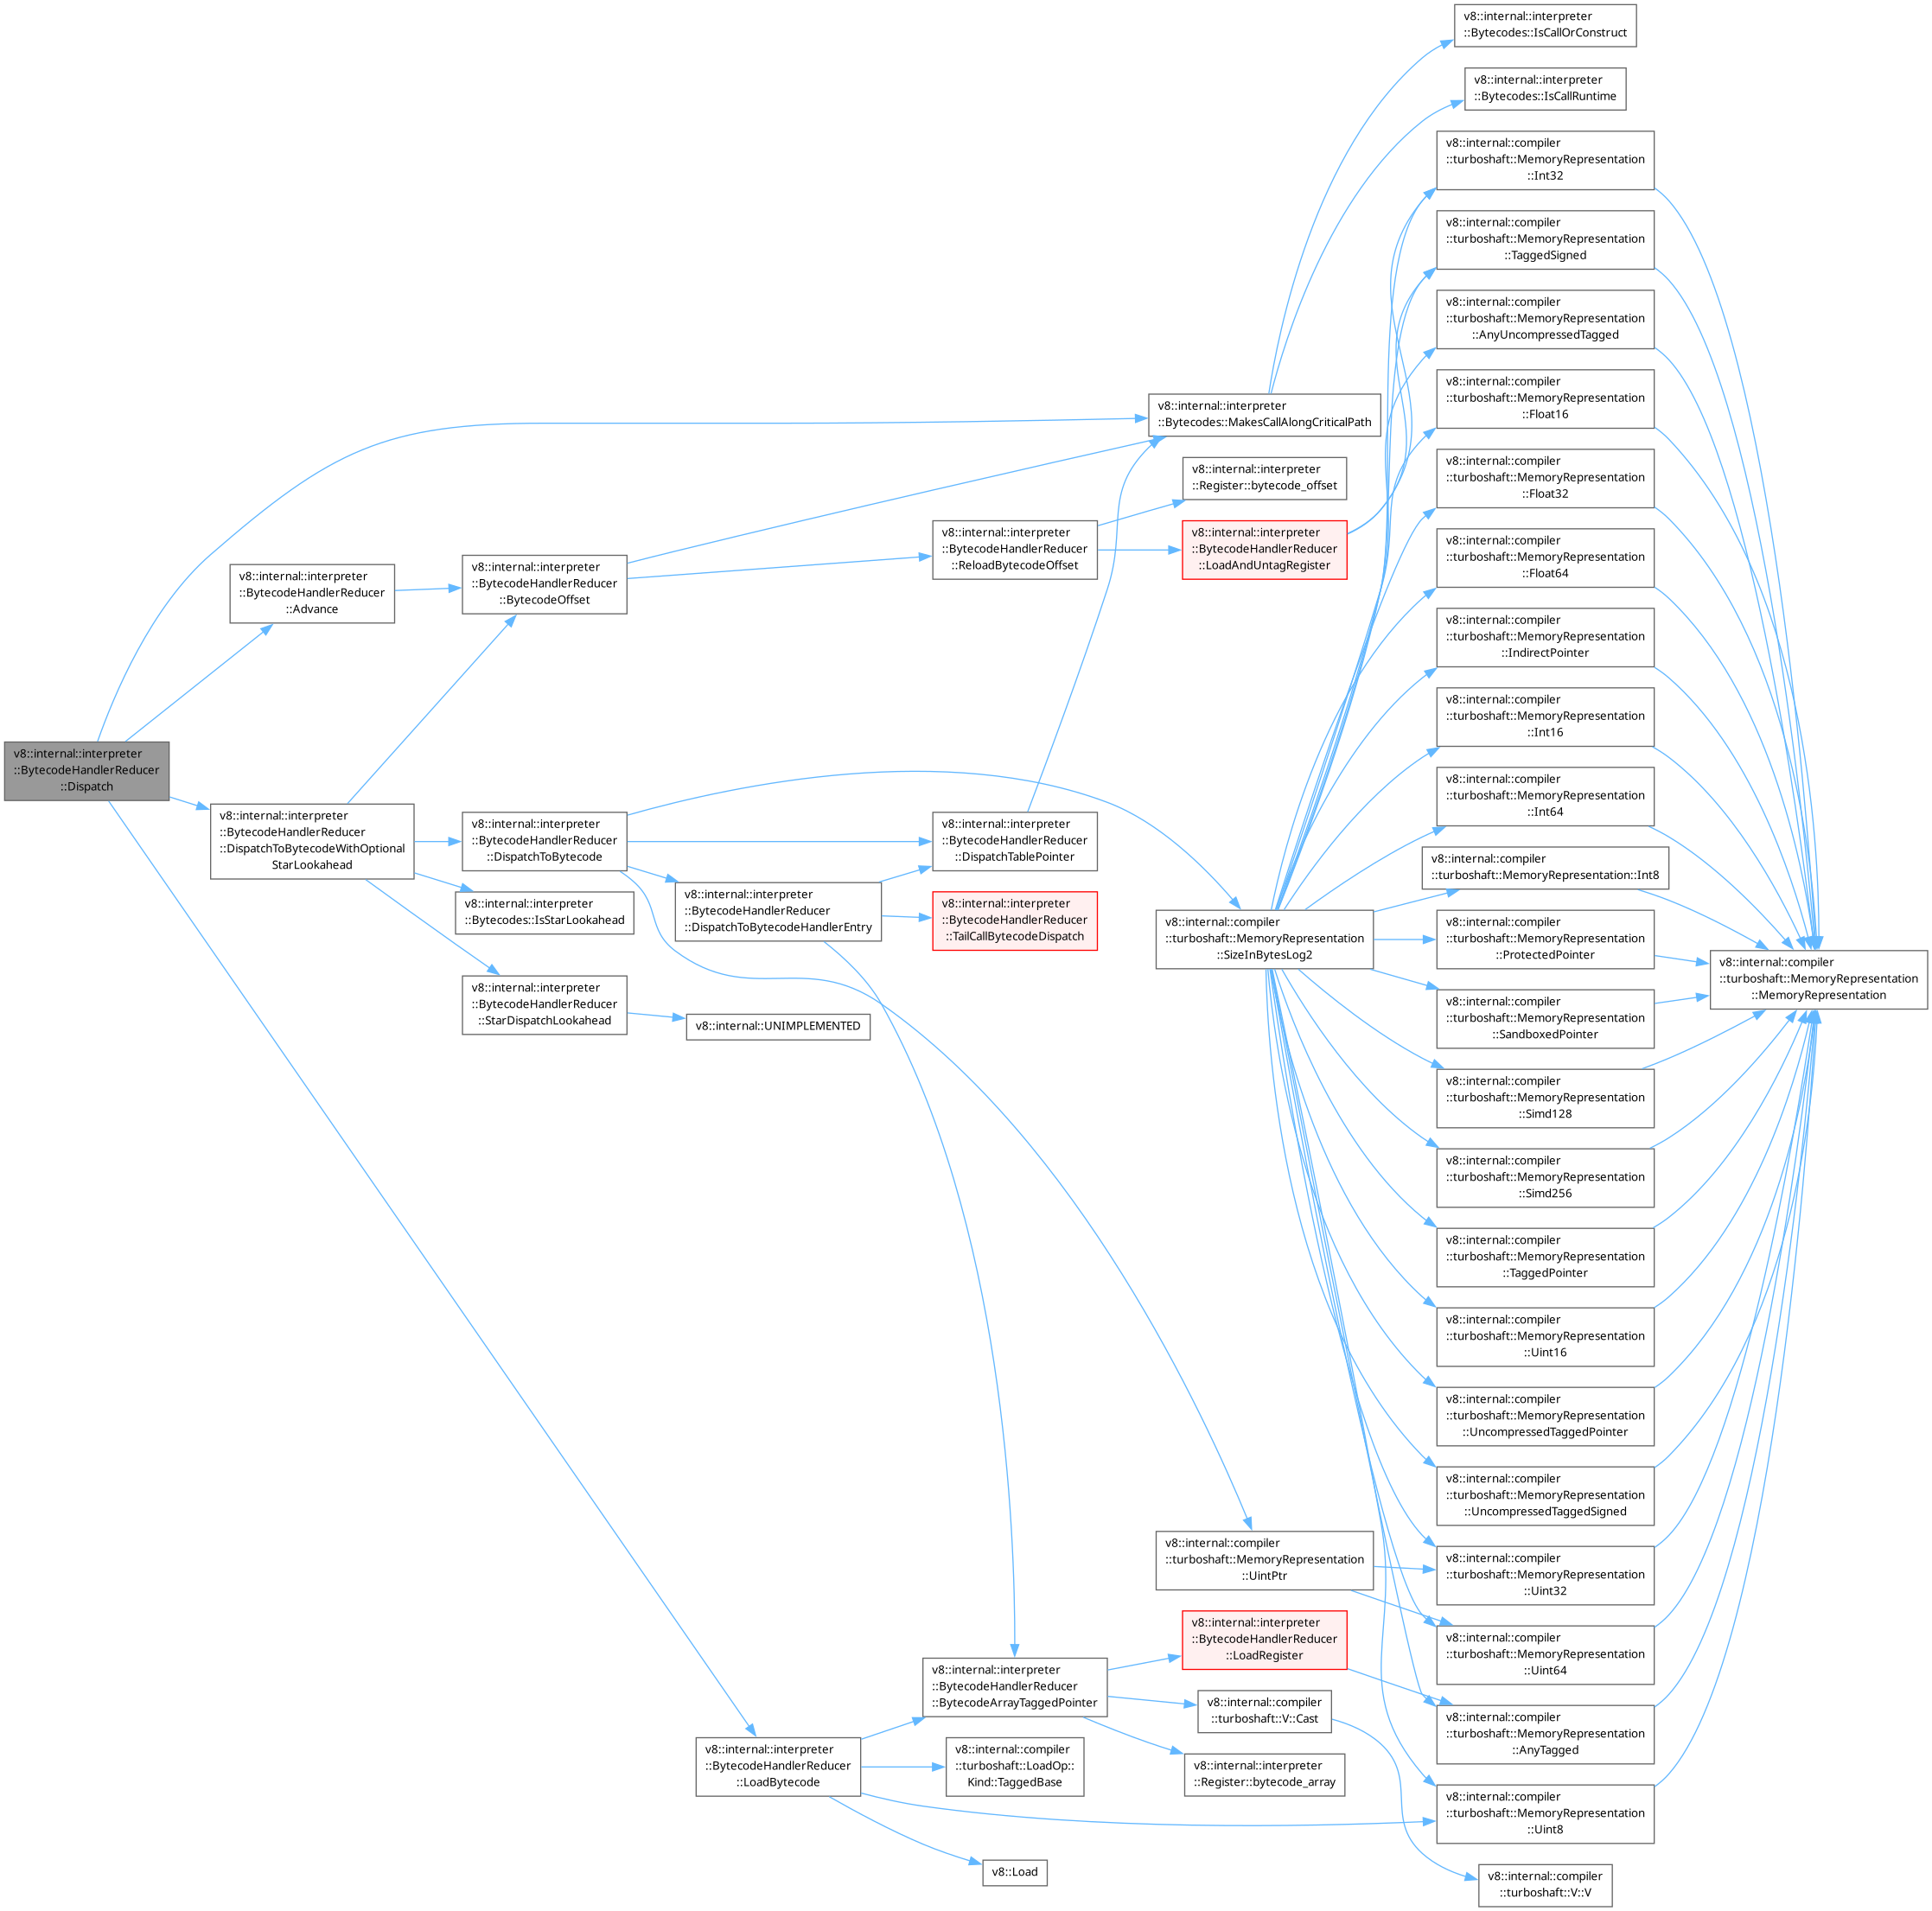 v8::internal::interpreter
::Bytecodes::IsCallOrConstruct
v8::internal::interpreter
::Bytecodes::IsCallRuntime
v8::internal::compiler
::turboshaft::MemoryRepresentation
::Int32
v8::internal::compiler
::turboshaft::MemoryRepresentation
::TaggedSigned
v8::internal::compiler
::turboshaft::MemoryRepresentation
::AnyUncompressedTagged
v8::internal::compiler
::turboshaft::MemoryRepresentation
::Float16
v8::internal::interpreter
::Bytecodes::MakesCallAlongCriticalPath
v8::internal::interpreter
::Register::bytecode_offset
v8::internal::compiler
::turboshaft::MemoryRepresentation
::Float32
v8::internal::interpreter
::BytecodeHandlerReducer
::ReloadBytecodeOffset
v8::internal::interpreter
::BytecodeHandlerReducer
::LoadAndUntagRegister
v8::internal::compiler
::turboshaft::MemoryRepresentation
::Float64
v8::internal::interpreter
::BytecodeHandlerReducer
::Advance
v8::internal::interpreter
::BytecodeHandlerReducer
::BytecodeOffset
v8::internal::compiler
::turboshaft::MemoryRepresentation
::IndirectPointer
v8::internal::compiler
::turboshaft::MemoryRepresentation
::Int16
v8::internal::interpreter
::BytecodeHandlerReducer
::Dispatch
v8::internal::compiler
::turboshaft::MemoryRepresentation
::Int64
v8::internal::interpreter
::BytecodeHandlerReducer
::DispatchToBytecodeWithOptional
StarLookahead
v8::internal::interpreter
::BytecodeHandlerReducer
::DispatchToBytecode
v8::internal::interpreter
::BytecodeHandlerReducer
::DispatchTablePointer
v8::internal::compiler
::turboshaft::MemoryRepresentation::Int8
v8::internal::interpreter
::Bytecodes::IsStarLookahead
v8::internal::interpreter
::BytecodeHandlerReducer
::DispatchToBytecodeHandlerEntry
v8::internal::interpreter
::BytecodeHandlerReducer
::TailCallBytecodeDispatch
v8::internal::compiler
::turboshaft::MemoryRepresentation
::SizeInBytesLog2
v8::internal::compiler
::turboshaft::MemoryRepresentation
::ProtectedPointer
v8::internal::compiler
::turboshaft::MemoryRepresentation
::MemoryRepresentation
v8::internal::interpreter
::BytecodeHandlerReducer
::StarDispatchLookahead
v8::internal::UNIMPLEMENTED
v8::internal::compiler
::turboshaft::MemoryRepresentation
::SandboxedPointer
v8::internal::compiler
::turboshaft::MemoryRepresentation
::Simd128
v8::internal::compiler
::turboshaft::MemoryRepresentation
::Simd256
v8::internal::compiler
::turboshaft::MemoryRepresentation
::TaggedPointer
v8::internal::compiler
::turboshaft::MemoryRepresentation
::Uint16
v8::internal::compiler
::turboshaft::MemoryRepresentation
::UncompressedTaggedPointer
v8::internal::compiler
::turboshaft::MemoryRepresentation
::UncompressedTaggedSigned
v8::internal::compiler
::turboshaft::MemoryRepresentation
::UintPtr
v8::internal::compiler
::turboshaft::MemoryRepresentation
::Uint32
v8::internal::interpreter
::BytecodeHandlerReducer
::LoadRegister
v8::internal::compiler
::turboshaft::MemoryRepresentation
::Uint64
v8::internal::interpreter
::BytecodeHandlerReducer
::BytecodeArrayTaggedPointer
v8::internal::compiler
::turboshaft::V::Cast
v8::internal::compiler
::turboshaft::MemoryRepresentation
::AnyTagged
v8::internal::interpreter
::BytecodeHandlerReducer
::LoadBytecode
v8::internal::compiler
::turboshaft::LoadOp::
Kind::TaggedBase
v8::internal::interpreter
::Register::bytecode_array
v8::internal::compiler
::turboshaft::MemoryRepresentation
::Uint8
v8::Load
v8::internal::compiler
::turboshaft::V::V